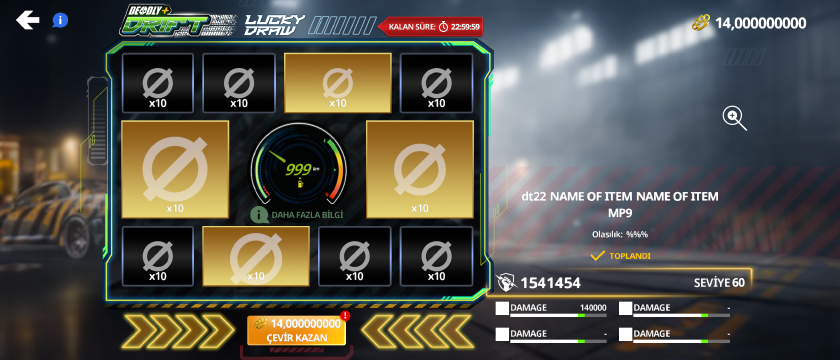 DEADLY+
DRIFT
LUCKY
DRAW
KALAN SÜRE: 22:59:59
14,000000000
x10
x10
x10
x10
x10
999 km
x10
DAHA FAZLA BİLGİ
x10
x10
x10
x10
dt22 NAME OF ITEM NAME OF ITEM
MP9
Olasılık: %%%
TOPLANDI
1541454
SEVİYE 60
DAMAGE 140000
DAMAGE -
DAMAGE -
DAMAGE -
14,000000000
!
ÇEVİR KAZAN